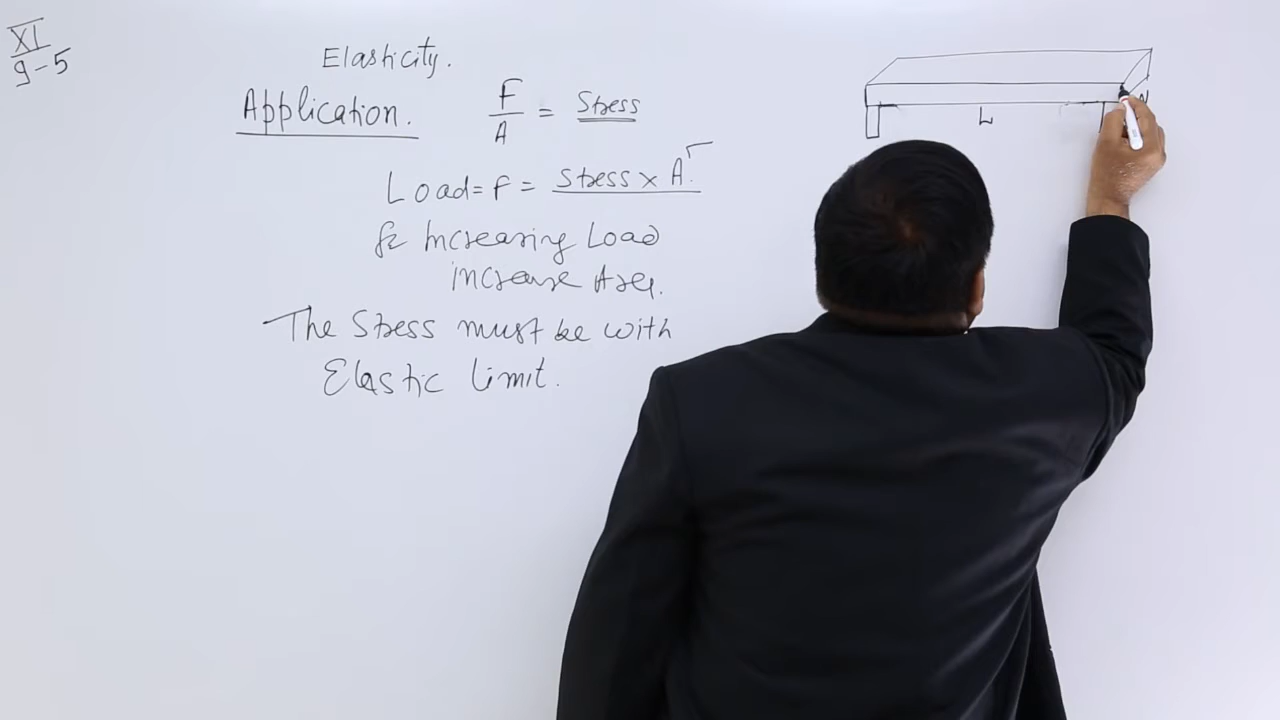 XI
9-5
Elasticity.
Application.
F/A = Stress
Load = F = Stress × A.
for Increasing Load
increase Area.
The Stress must be with
Elastic limit.
L